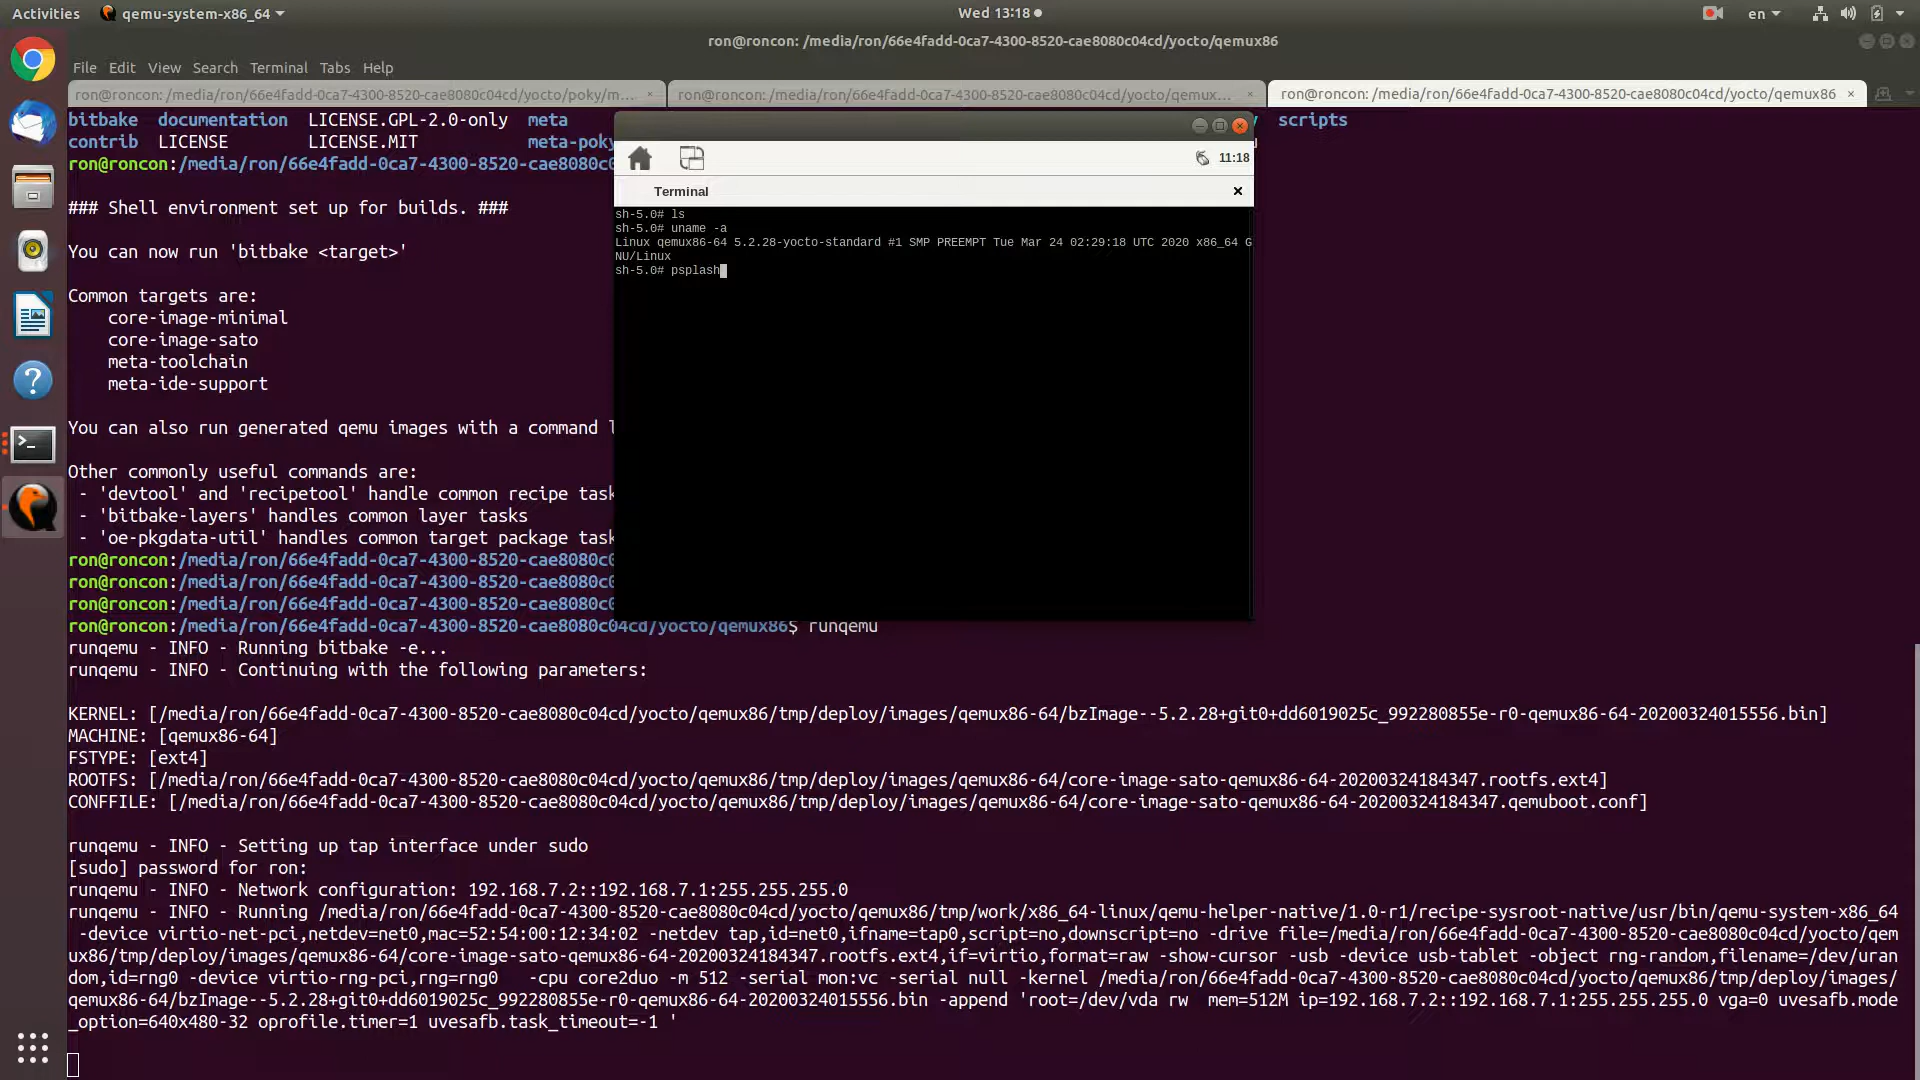 Activities qemu-system-x86_64 Wed 13:18 en
ron@roncon: /media/ron/66e4fadd-0ca7-4300-8520-cae8080c04cd/yocto/qemux86
File Edit View Search Terminal Tabs Help
ron@roncon: /media/ron/66e4fadd-0ca7-4300-8520-cae8080c04cd/yocto/poky/m... × ron@roncon: /media/ron/66e4fadd-0ca7-4300-8520-cae8080c04cd/yocto/qemux... × ron@roncon: /media/ron/66e4fadd-0ca7-4300-8520-cae8080c04cd/yocto/qemux86 ×
bitbake documentation LICENSE.GPL-2.0-only meta scripts
contrib LICENSE LICENSE.MIT meta-poky
ron@roncon:/media/ron/66e4fadd-0ca7-4300-8520-cae8080c0
### Shell environment set up for builds. ###
You can now run 'bitbake <target>'
Common targets are:
core-image-minimal
core-image-sato
meta-toolchain
meta-ide-support
You can also run generated qemu images with a command l
Other commonly useful commands are:
- 'devtool' and 'recipetool' handle common recipe task
- 'bitbake-layers' handles common layer tasks
- 'oe-pkgdata-util' handles common target package task
ron@roncon:/media/ron/66e4fadd-0ca7-4300-8520-cae8080c0
ron@roncon:/media/ron/66e4fadd-0ca7-4300-8520-cae8080c0
ron@roncon:/media/ron/66e4fadd-0ca7-4300-8520-cae8080c0
ron@roncon:/media/ron/66e4fadd-0ca7-4300-8520-cae8080c04cd/yocto/qemux86$ runqemu
runqemu - INFO - Running bitbake -e...
runqemu - INFO - Continuing with the following parameters:
KERNEL: [/media/ron/66e4fadd-0ca7-4300-8520-cae8080c04cd/yocto/qemux86/tmp/deploy/images/qemux86-64/bzImage--5.2.28+git0+dd6019025c_992280855e-r0-qemux86-64-20200324015556.bin]
MACHINE: [qemux86-64]
FSTYPE: [ext4]
ROOTFS: [/media/ron/66e4fadd-0ca7-4300-8520-cae8080c04cd/yocto/qemux86/tmp/deploy/images/qemux86-64/core-image-sato-qemux86-64-20200324184347.rootfs.ext4]
CONFFILE: [/media/ron/66e4fadd-0ca7-4300-8520-cae8080c04cd/yocto/qemux86/tmp/deploy/images/qemux86-64/core-image-sato-qemux86-64-20200324184347.qemuboot.conf]
runqemu - INFO - Setting up tap interface under sudo
[sudo] password for ron:
runqemu - INFO - Network configuration: 192.168.7.2::192.168.7.1:255.255.255.0
runqemu - INFO - Running /media/ron/66e4fadd-0ca7-4300-8520-cae8080c04cd/yocto/qemux86/tmp/work/x86_64-linux/qemu-helper-native/1.0-r1/recipe-sysroot-native/usr/bin/qemu-system-x86_64
-device virtio-net-pci,netdev=net0,mac=52:54:00:12:34:02 -netdev tap,id=net0,ifname=tap0,script=no,downscript=no -drive file=/media/ron/66e4fadd-0ca7-4300-8520-cae8080c04cd/yocto/qem
ux86/tmp/deploy/images/qemux86-64/core-image-sato-qemux86-64-20200324184347.rootfs.ext4,if=virtio,format=raw -show-cursor -usb -device usb-tablet -object rng-random,filename=/dev/uran
dom,id=rng0 -device virtio-rng-pci,rng=rng0 -cpu core2duo -m 512 -serial mon:vc -serial null -kernel /media/ron/66e4fadd-0ca7-4300-8520-cae8080c04cd/yocto/qemux86/tmp/deploy/images/
qemux86-64/bzImage--5.2.28+git0+dd6019025c_992280855e-r0-qemux86-64-20200324015556.bin -append 'root=/dev/vda rw mem=512M ip=192.168.7.2::192.168.7.1:255.255.255.0 vga=0 uvesafb.mode
_option=640x480-32 oprofile.timer=1 uvesafb.task_timeout=-1 '
11:18
Terminal ×
sh-5.0# ls
sh-5.0# uname -a
Linux qemux86-64 5.2.28-yocto-standard #1 SMP PREEMPT Tue Mar 24 02:29:18 UTC 2020 x86_64 G
NU/Linux
sh-5.0# psplash